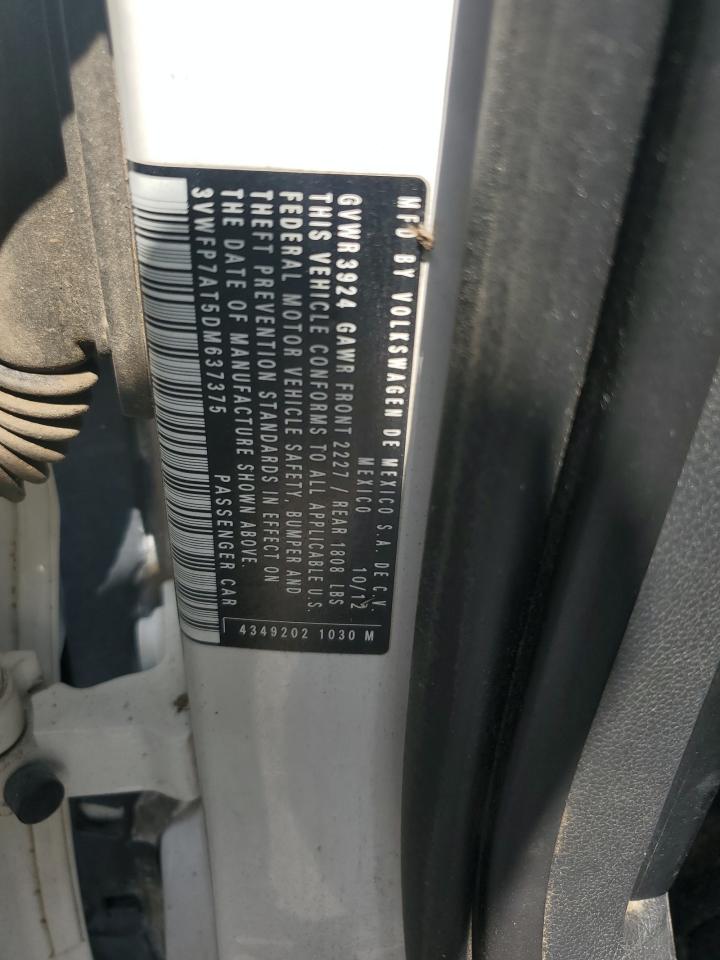 MFD BY VOLKSWAGEN DE MEXICO S.A. DE C.V.
MEXICO 10/12
GVWR 3924 GAWR FRONT 2227 / REAR 1808 LBS
THIS VEHICLE CONFORMS TO ALL APPLICABLE U.S.
FEDERAL MOTOR VEHICLE SAFETY, BUMPER AND
THEFT PREVENTION STANDARDS IN EFFECT ON
THE DATE OF MANUFACTURE SHOWN ABOVE.
3VWFP7AT5DM637375 PASSENGER CAR
4349202 1030 M